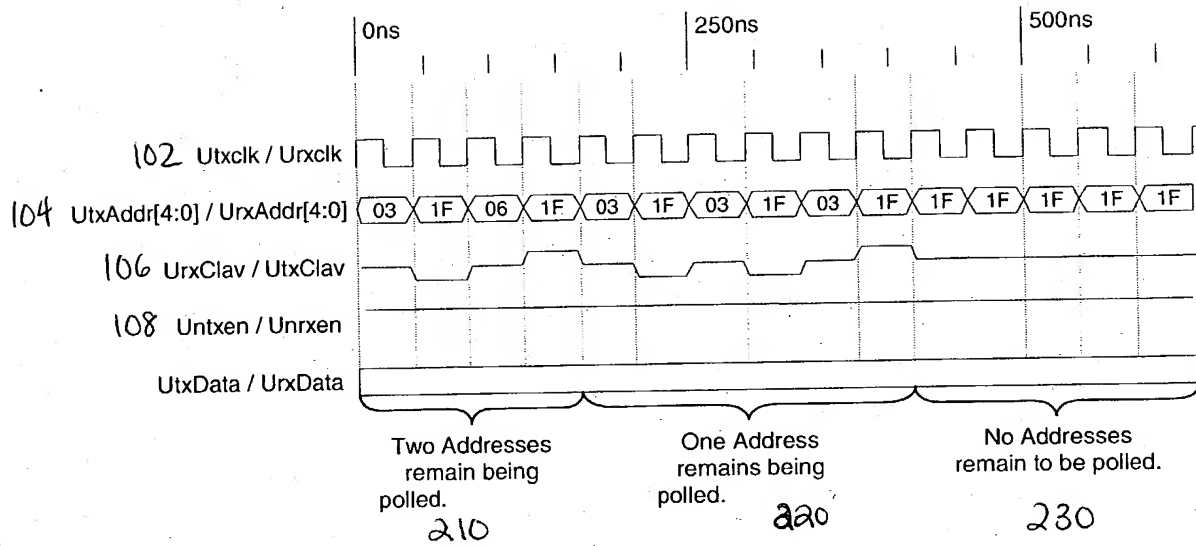 0ns 250ns 500ns
102 Utxclk / Urxclk
104 UtxAddr[4:0] / UrxAddr[4:0] 03 1F 06 1F 03 1F 03 1F 03 1F 1F 1F 1F 1F 1F
106 UrxClav / UtxClav
108 Untxen / Unrxen
UtxData / UrxData
Two Addresses
remain being
polled.
210
One Address
remains being
polled.
220
No Addresses
remain to be polled.
230